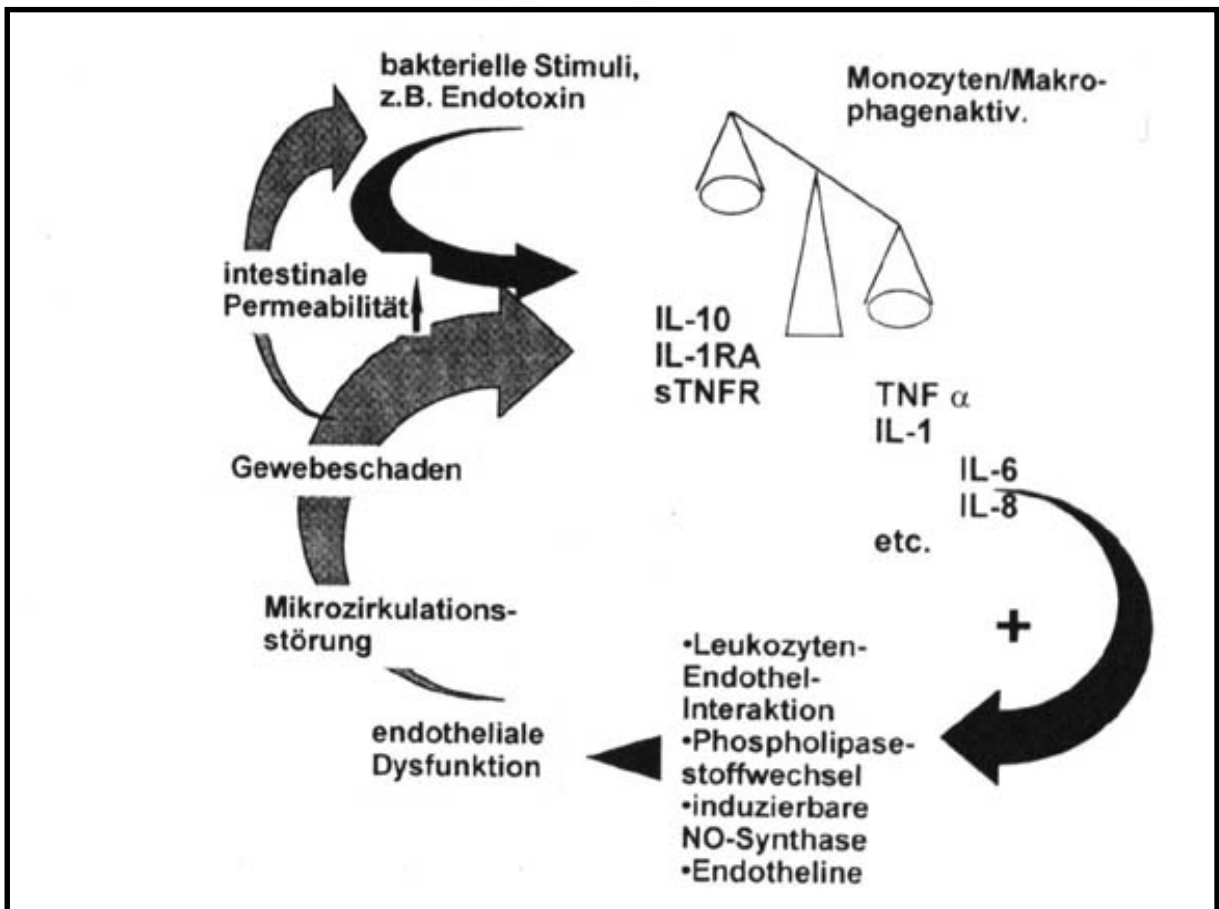 bakterielle Stimuli,
z.B. Endotoxin
Monozyten/Makro-
phagenaktiv.
intestinale
Permeabilität
IL-10
IL-1RA
sTNFR
TNF α
IL-1
IL-6
IL-8
etc.
Gewebeschaden
Mikrozirkulations-
störung
+
•Leukozyten-
Endothel-
Interaktion
•Phospholipase-
stoffwechsel
•induzierbare
NO-Synthase
•Endotheline
endotheliale
Dysfunktion